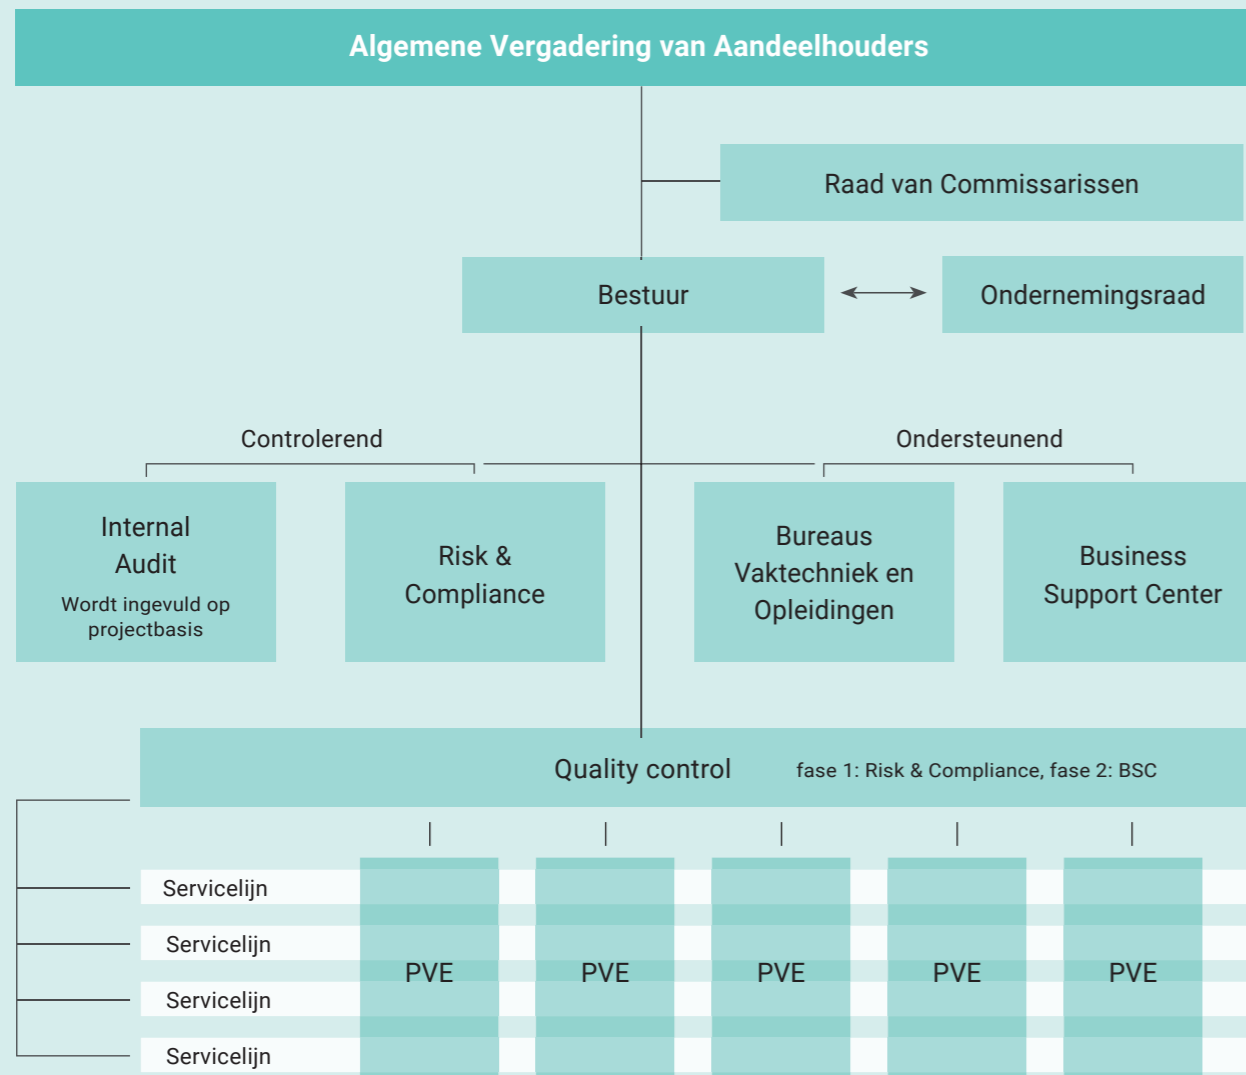 Algemene Vergadering van Aandeelhouders
Raad van Commissarissen
Bestuur
Ondernemingsraad
Controlerend
Ondersteunend
Internal
Audit
Wordt ingevuld op
projectbasis
Risk &
Compliance
Bureaus
Vaktechniek en
Opleidingen
Business
Support Center
Quality control
fase 1: Risk & Compliance, fase 2: BSC
Servicelijn
Servicelijn
Servicelijn
Servicelijn
PVE
PVE
PVE
PVE
PVE